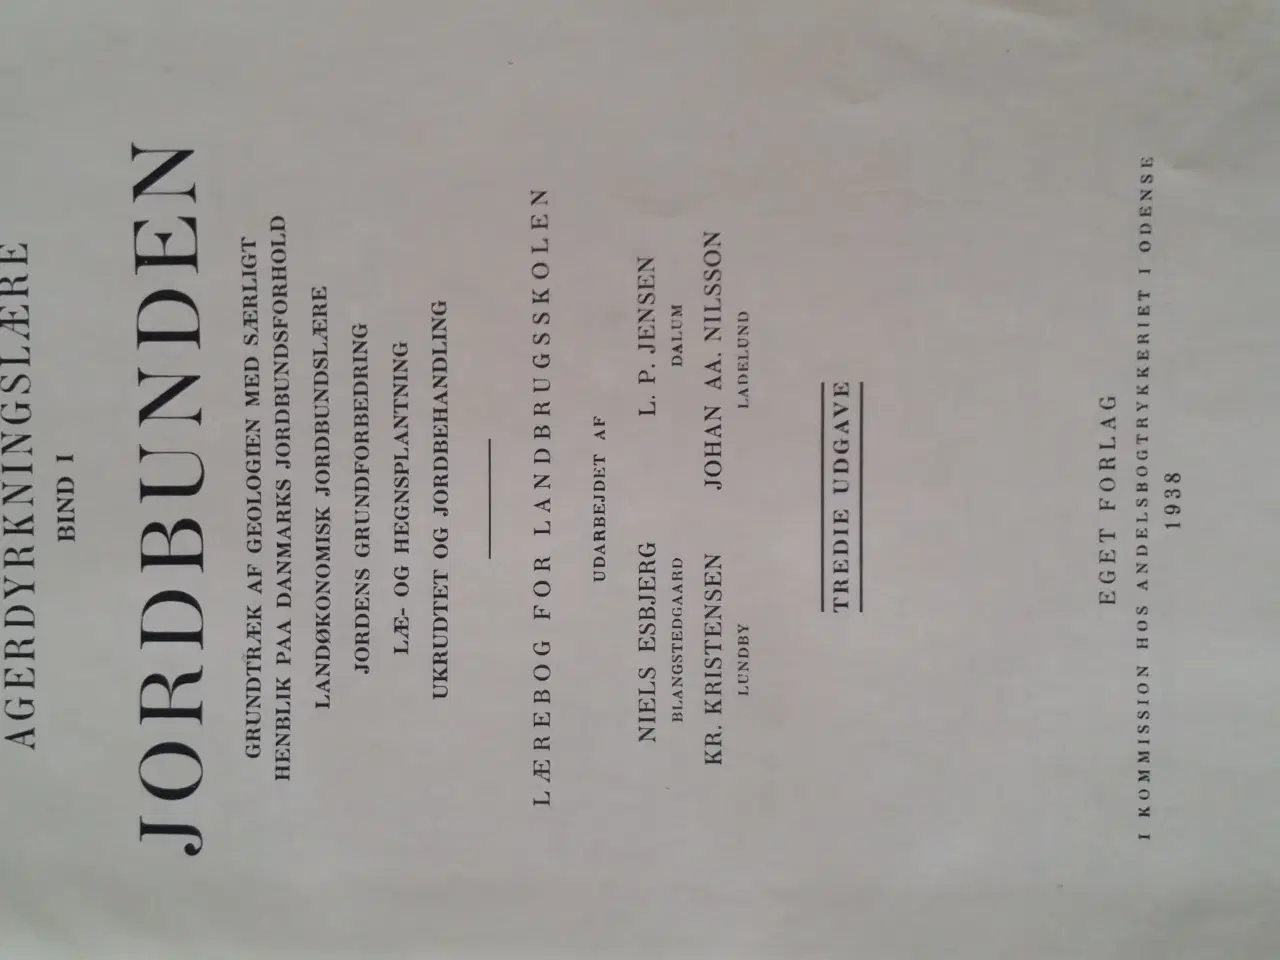 AGERDYRKNINGSLÆRE
BIND I
JORDBUNDEN
GRUNDTRÆK AF GEOLOGIEN MED SÆRLIGT
HENBLIK PAA DANMARKS JORDBUNDSFORHOLD
LANDØKONOMISK JORDBUNDSLÆRE
JORDENS GRUNDFORBEDRING
LÆ- OG HEGNSPLANTNING
UKRUDTET OG JORDBEHANDLING
LÆREBOG FOR LANDBRUGSSKOLEN
UDARBEJDET AF
NIELS ESBJERG L. P. JENSEN
BLANGSTEDGAARD DALUM
KR. KRISTENSEN JOHAN AA. NILSSON
LUNDBY LADELUND
TREDIE UDGAVE
EGET FORLAG
I KOMMISSION HOS ANDELSBOGTRYKKERIET I ODENSE
1938